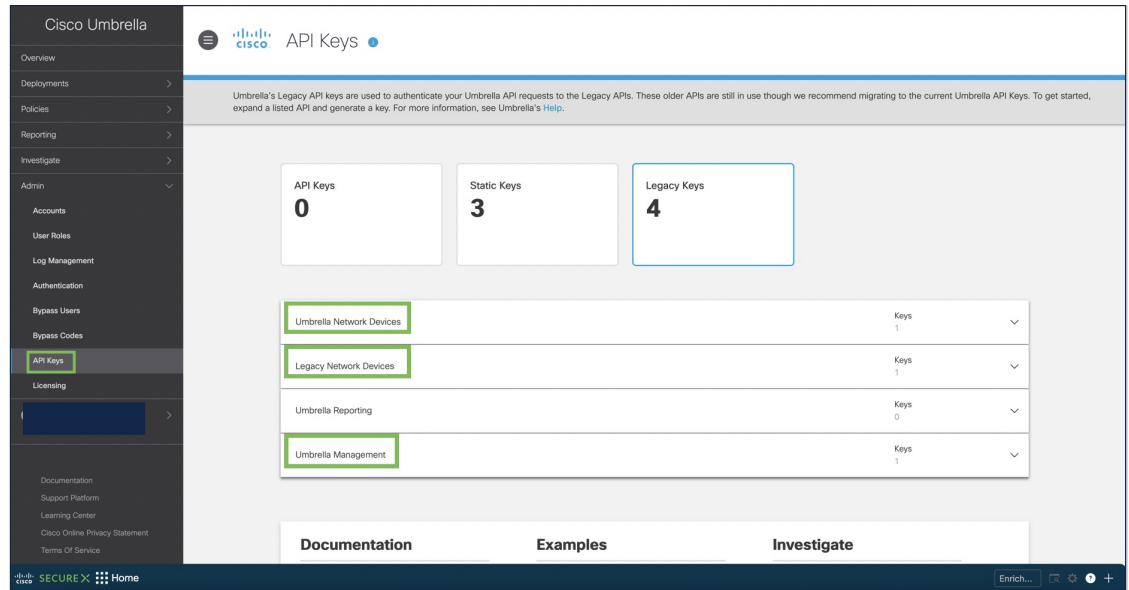 Cisco Umbrella
Overview
Deployments
Policies
Reporting
Investigate
Admin
Accounts
User Roles
Log Management
Authentication
Bypass Users
Bypass Codes
API Keys
Licensing
Documentation
Support Platform
Learning Center
Cisco Online Privacy Statement
Terms Of Service
CISCO API Keys
Umbrella's Legacy API keys are used to authenticate your Umbrella API requests to the Legacy APIs. These older APIs are still in use though we recommend migrating to the current Umbrella API Keys. To get started,
expand a listed API and generate a key. For more information, see Umbrella's Help.
API Keys
0
Static Keys
3
Legacy Keys
4
Umbrella Network Devices
Keys
1
Legacy Network Devices
Keys
1
Umbrella Reporting
Keys
0
Umbrella Management
Keys
1
Documentation Examples Investigate
CISCO SECUREX Home
Enrich... ? +